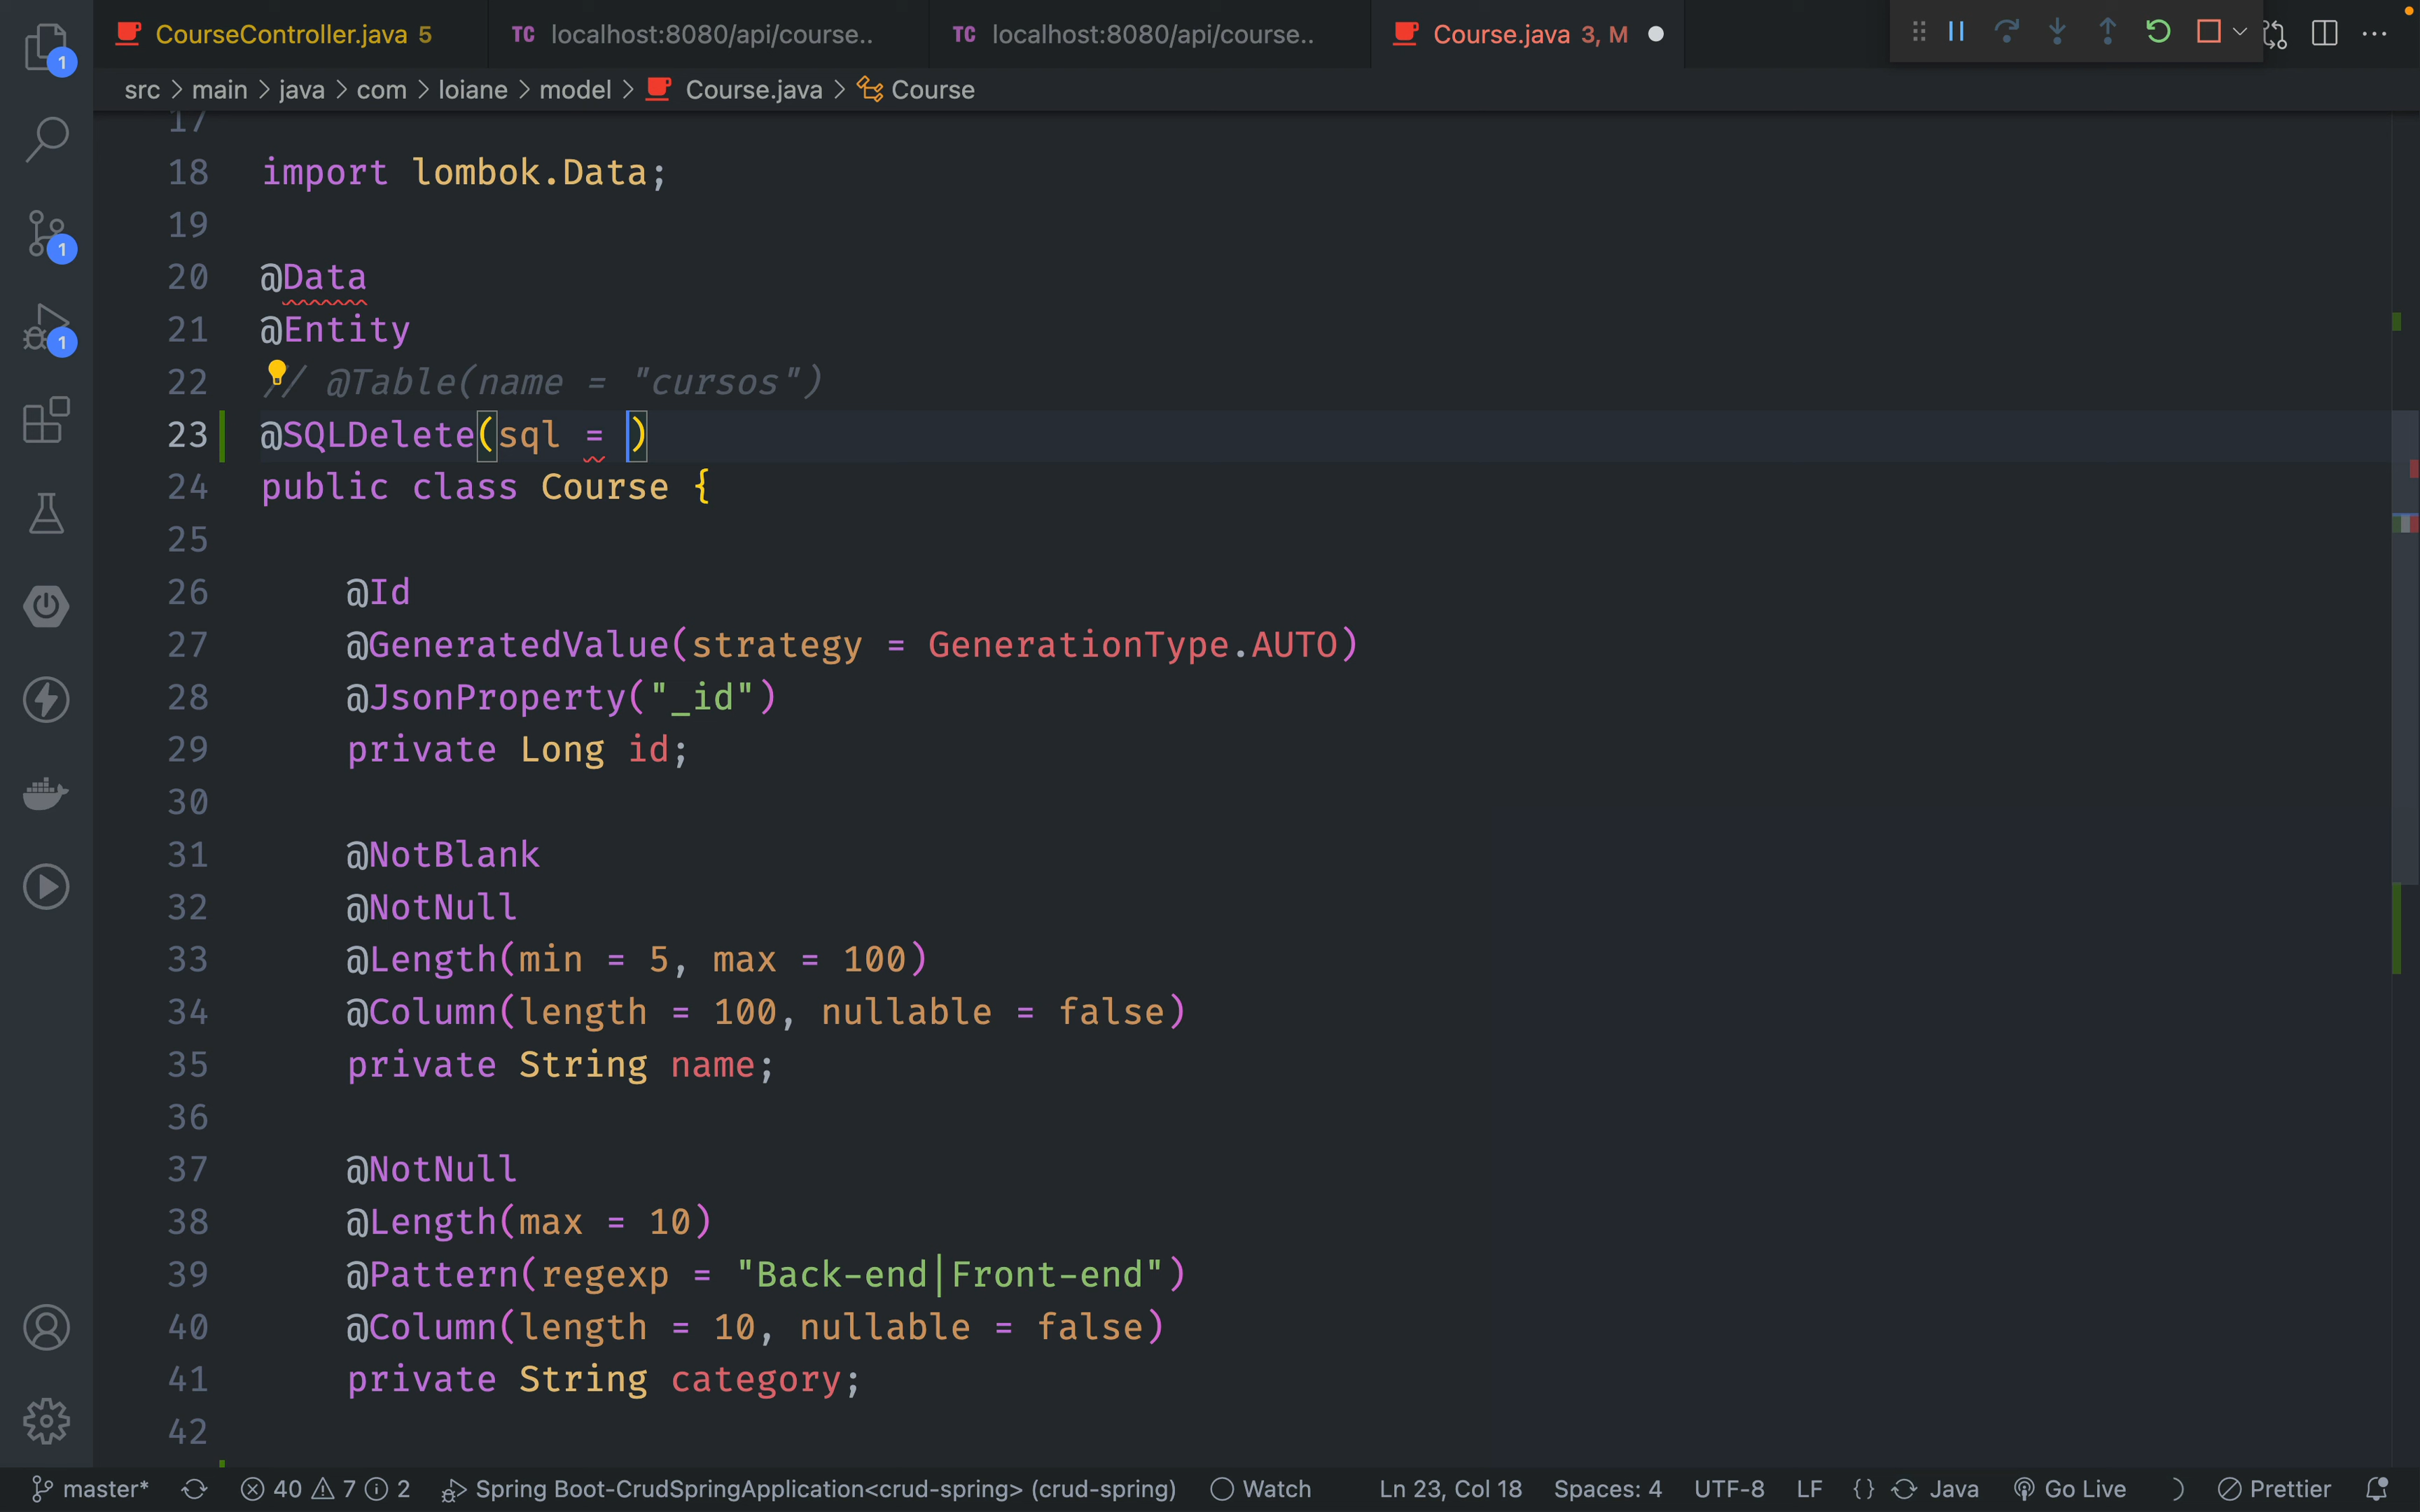 CourseController.java 5
TC localhost:8080/api/course..
TC localhost:8080/api/course..
Course.java 3, M
src > main > java > com > loiane > model > Course.java > Course
1
1
1
17
18 import lombok.Data;
19
20 @Data
21 @Entity
22 // @Table(name = "cursos")
23 @SQLDelete(sql = )
24 public class Course {
25
26 @Id
27 @GeneratedValue(strategy = GenerationType.AUTO)
28 @JsonProperty("_id")
29 private Long id;
30
31 @NotBlank
32 @NotNull
33 @Length(min = 5, max = 100)
34 @Column(length = 100, nullable = false)
35 private String name;
36
37 @NotNull
38 @Length(max = 10)
39 @Pattern(regexp = "Back-end|Front-end")
40 @Column(length = 10, nullable = false)
41 private String category;
42
master* 40 7 2 Spring Boot-CrudSpringApplication<crud-spring> (crud-spring) Watch Ln 23, Col 18 Spaces: 4 UTF-8 LF {} Java Go Live Prettier